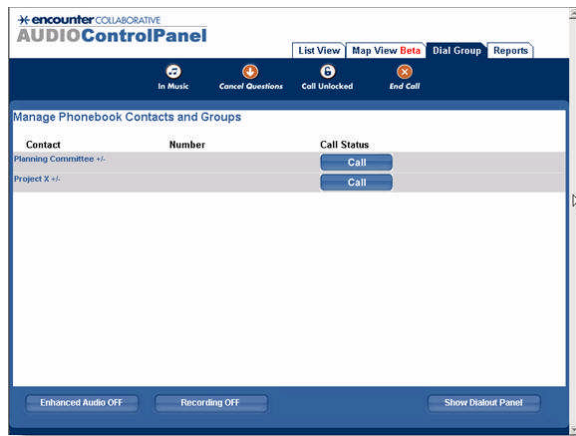 encounter COLLABORATIVE
AUDIOControlPanel
List View Map View Beta Dial Group Reports
In Music Cancel Questions Call Unlocked End Call
Manage Phonebook Contacts and Groups
Contact Number Call Status
Planning Committee +/- Call
Project X +/- Call
Enhanced Audio OFF Recording OFF Show Dialout Panel